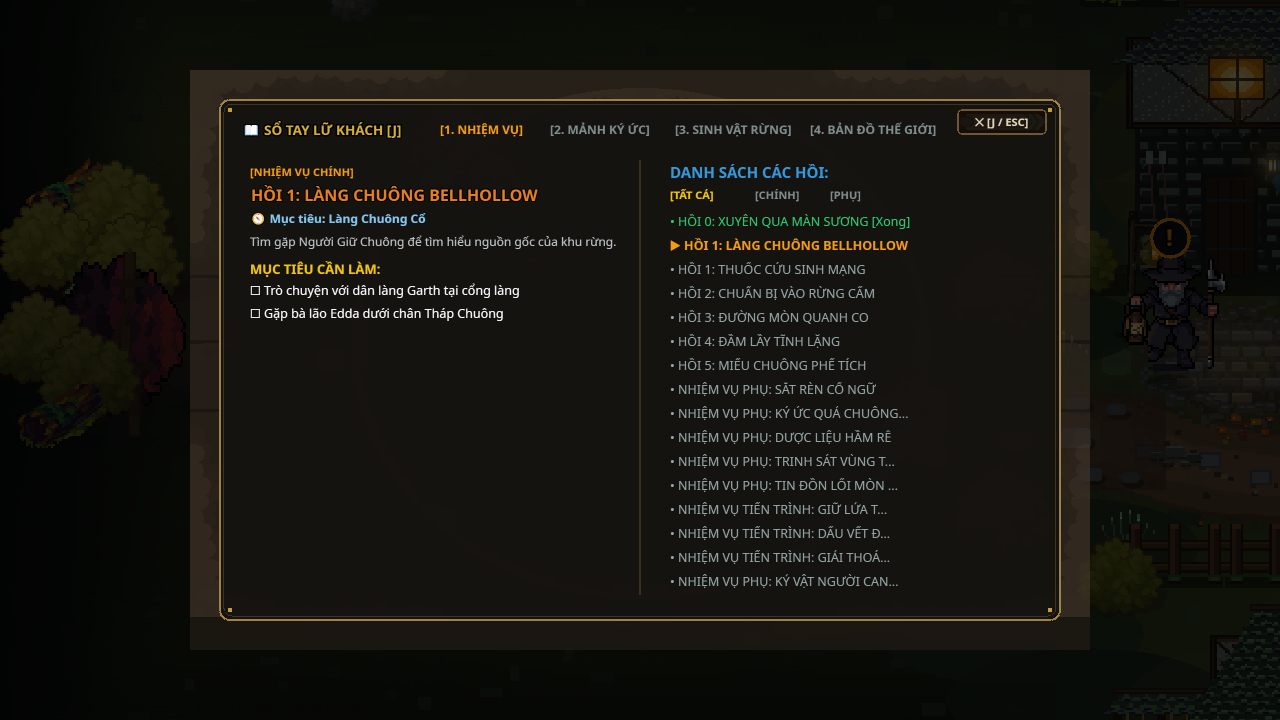 📖 SỔ TAY LỮ KHÁCH [J]
[1. NHIỆM VỤ]
[2. MẢNH KÝ ỨC]
[3. SINH VẬT RỪNG]
[4. BẢN ĐỒ THẾ GIỚI]
✕ [J / ESC]
[NHIỆM VỤ CHÍNH]
HỒI 1: LÀNG CHUÔNG BELLHOLLOW
🧭 Mục tiêu: Làng Chuông Cổ
Tìm gặp Người Giữ Chuông để tìm hiểu nguồn gốc của khu rừng.
MỤC TIÊU CẦN LÀM:
☐ Trò chuyện với dân làng Garth tại cổng làng
☐ Gặp bà lão Edda dưới chân Tháp Chuông
DANH SÁCH CÁC HỒI:
[TẤT CẢ]
[CHÍNH]
[PHỤ]
• HỒI 0: XUYÊN QUA MÀN SƯƠNG [Xong]
▶ HỒI 1: LÀNG CHUÔNG BELLHOLLOW
• HỒI 1: THUỐC CỨU SINH MẠNG
• HỒI 2: CHUẨN BỊ VÀO RỪNG CẤM
• HỒI 3: ĐƯỜNG MÒN QUANH CO
• HỒI 4: ĐẦM LẦY TĨNH LẶNG
• HỒI 5: MIẾU CHUÔNG PHẾ TÍCH
• NHIỆM VỤ PHỤ: SẮT RÈN CỔ NGỮ
• NHIỆM VỤ PHỤ: KÝ ỨC QUẢ CHUÔNG...
• NHIỆM VỤ PHỤ: DƯỢC LIỆU HẦM RỄ
• NHIỆM VỤ PHỤ: TRINH SÁT VÙNG T...
• NHIỆM VỤ PHỤ: TIN ĐỒN LỐI MÒN ...
• NHIỆM VỤ TIẾN TRÌNH: GIỮ LỬA T...
• NHIỆM VỤ TIẾN TRÌNH: DẤU VẾT Đ...
• NHIỆM VỤ TIẾN TRÌNH: GIẢI THOÁ...
• NHIỆM VỤ PHỤ: KỶ VẬT NGƯỜI CAN...